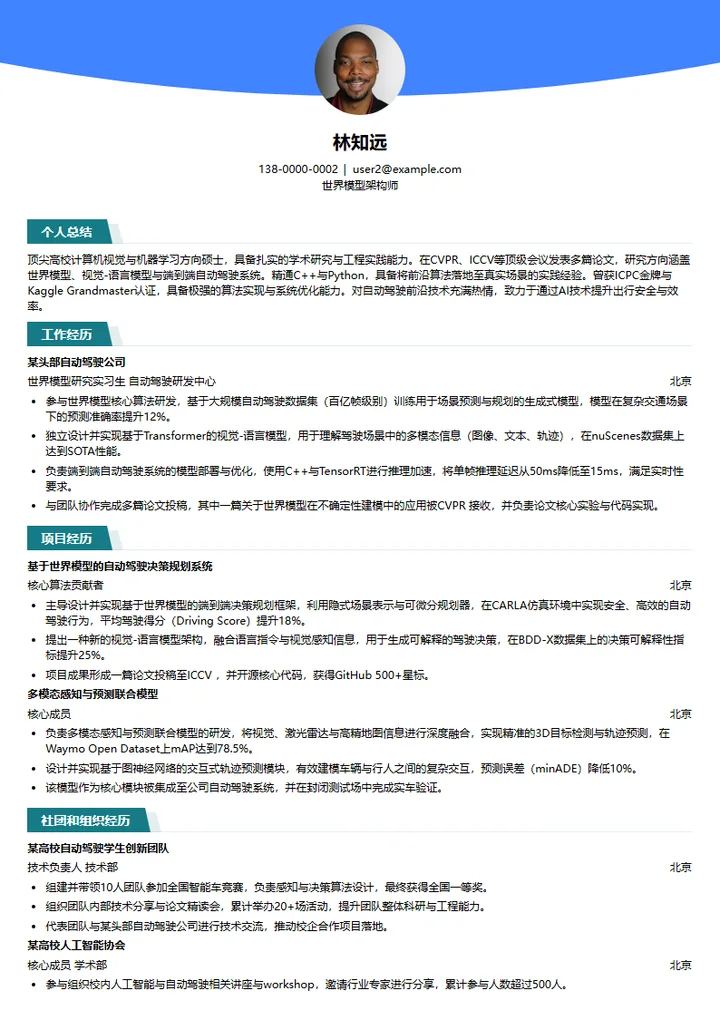 林知远
138-0000-0002 | user2@example.com
世界模型架构师
个人总结
顶尖高校计算机视觉与机器学习方向硕士，具备扎实的学术研究与工程实践能力。在CVPR、ICCV等顶级会议发表多篇论文，研究方向涵盖
世界模型、视觉-语言模型与端到端自动驾驶系统。精通C++与Python，具备将前沿算法落地至真实场景的实践经验。曾获ICPC金牌与
Kaggle Grandmaster认证，具备极强的算法实现与系统优化能力。对自动驾驶前沿技术充满热情，致力于通过AI技术提升出行安全与效
率。
工作经历
某头部自动驾驶公司
世界模型研究实习生 自动驾驶研发中心 北京
• 参与世界模型核心算法研发，基于大规模自动驾驶数据集（百亿帧级别）训练用于场景预测与规划的生成式模型，模型在复杂交通场景
下的预测准确率提升12%。
• 独立设计并实现基于Transformer的视觉-语言模型，用于理解驾驶场景中的多模态信息（图像、文本、轨迹），在nuScenes数据集上
达到SOTA性能。
• 负责端到端自动驾驶系统的模型部署与优化，使用C++与TensorRT进行推理加速，将单帧推理延迟从50ms降低至15ms，满足实时性
要求。
• 与团队协作完成多篇论文投稿，其中一篇关于世界模型在不确定性建模中的应用被CVPR 接收，并负责论文核心实验与代码实现。
项目经历
基于世界模型的自动驾驶决策规划系统
核心算法贡献者 北京
• 主导设计并实现基于世界模型的端到端决策规划框架，利用隐式场景表示与可微分规划器，在CARLA仿真环境中实现安全、高效的自动
驾驶行为，平均驾驶得分（Driving Score）提升18%。
• 提出一种新的视觉-语言模型架构，融合语言指令与视觉感知信息，用于生成可解释的驾驶决策，在BDD-X数据集上的决策可解释性指
标提升25%。
• 项目成果形成一篇论文投稿至ICCV ，并开源核心代码，获得GitHub 500+星标。
多模态感知与预测联合模型
核心成员 北京
• 负责多模态感知与预测联合模型的研发，将视觉、激光雷达与高精地图信息进行深度融合，实现精准的3D目标检测与轨迹预测，在
Waymo Open Dataset上mAP达到78.5%。
• 设计并实现基于图神经网络的交互式轨迹预测模块，有效建模车辆与行人之间的复杂交互，预测误差（minADE）降低10%。
• 该模型作为核心模块被集成至公司自动驾驶系统，并在封闭测试场中完成实车验证。
社团和组织经历
某高校自动驾驶学生创新团队
技术负责人 技术部 北京
• 组建并带领10人团队参加全国智能车竞赛，负责感知与决策算法设计，最终获得全国一等奖。
• 组织团队内部技术分享与论文精读会，累计举办20+场活动，提升团队整体科研与工程能力。
• 代表团队与某头部自动驾驶公司进行技术交流，推动校企合作项目落地。
某高校人工智能协会
核心成员 学术部 北京
• 参与组织校内人工智能与自动驾驶相关讲座与workshop，邀请行业专家进行分享，累计参与人数超过500人。